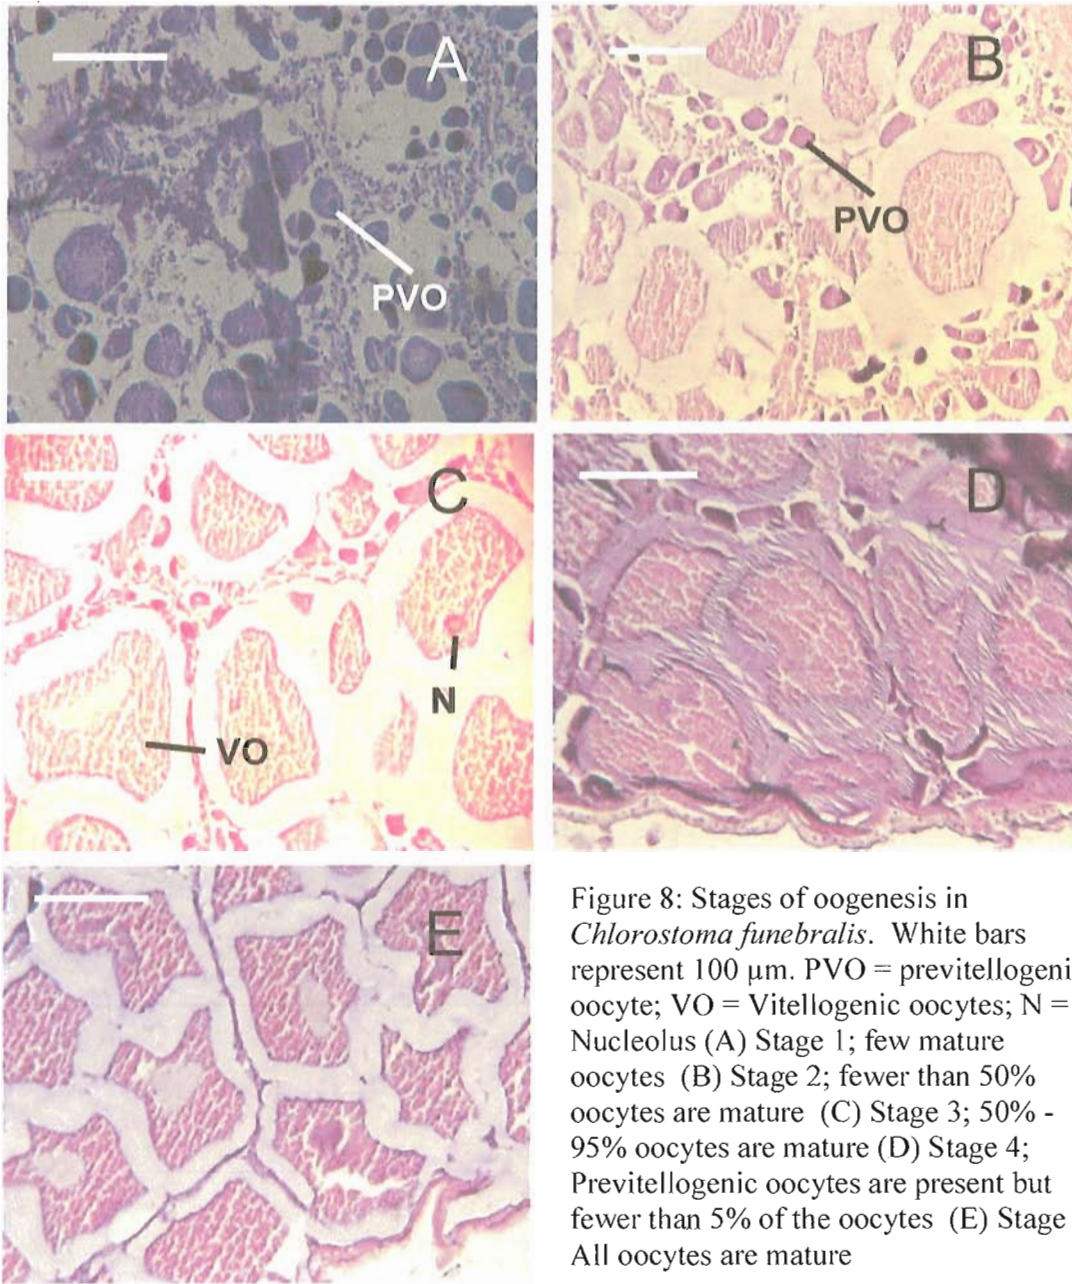 A
PVO
B
PVO
C
N
VO
D
E
Figure 8: Stages of oogenesis in
Chlorostoma funebralis. White bars
represent 100 µm. PVO = previtellogeni
oocyte; VO = Vitellogenic oocytes; N =
Nucleolus (A) Stage 1; few mature
oocytes (B) Stage 2; fewer than 50%
oocytes are mature (C) Stage 3; 50% -
95% oocytes are mature (D) Stage 4;
Previtellogenic oocytes are present but
fewer than 5% of the oocytes (E) Stage
All oocytes are mature